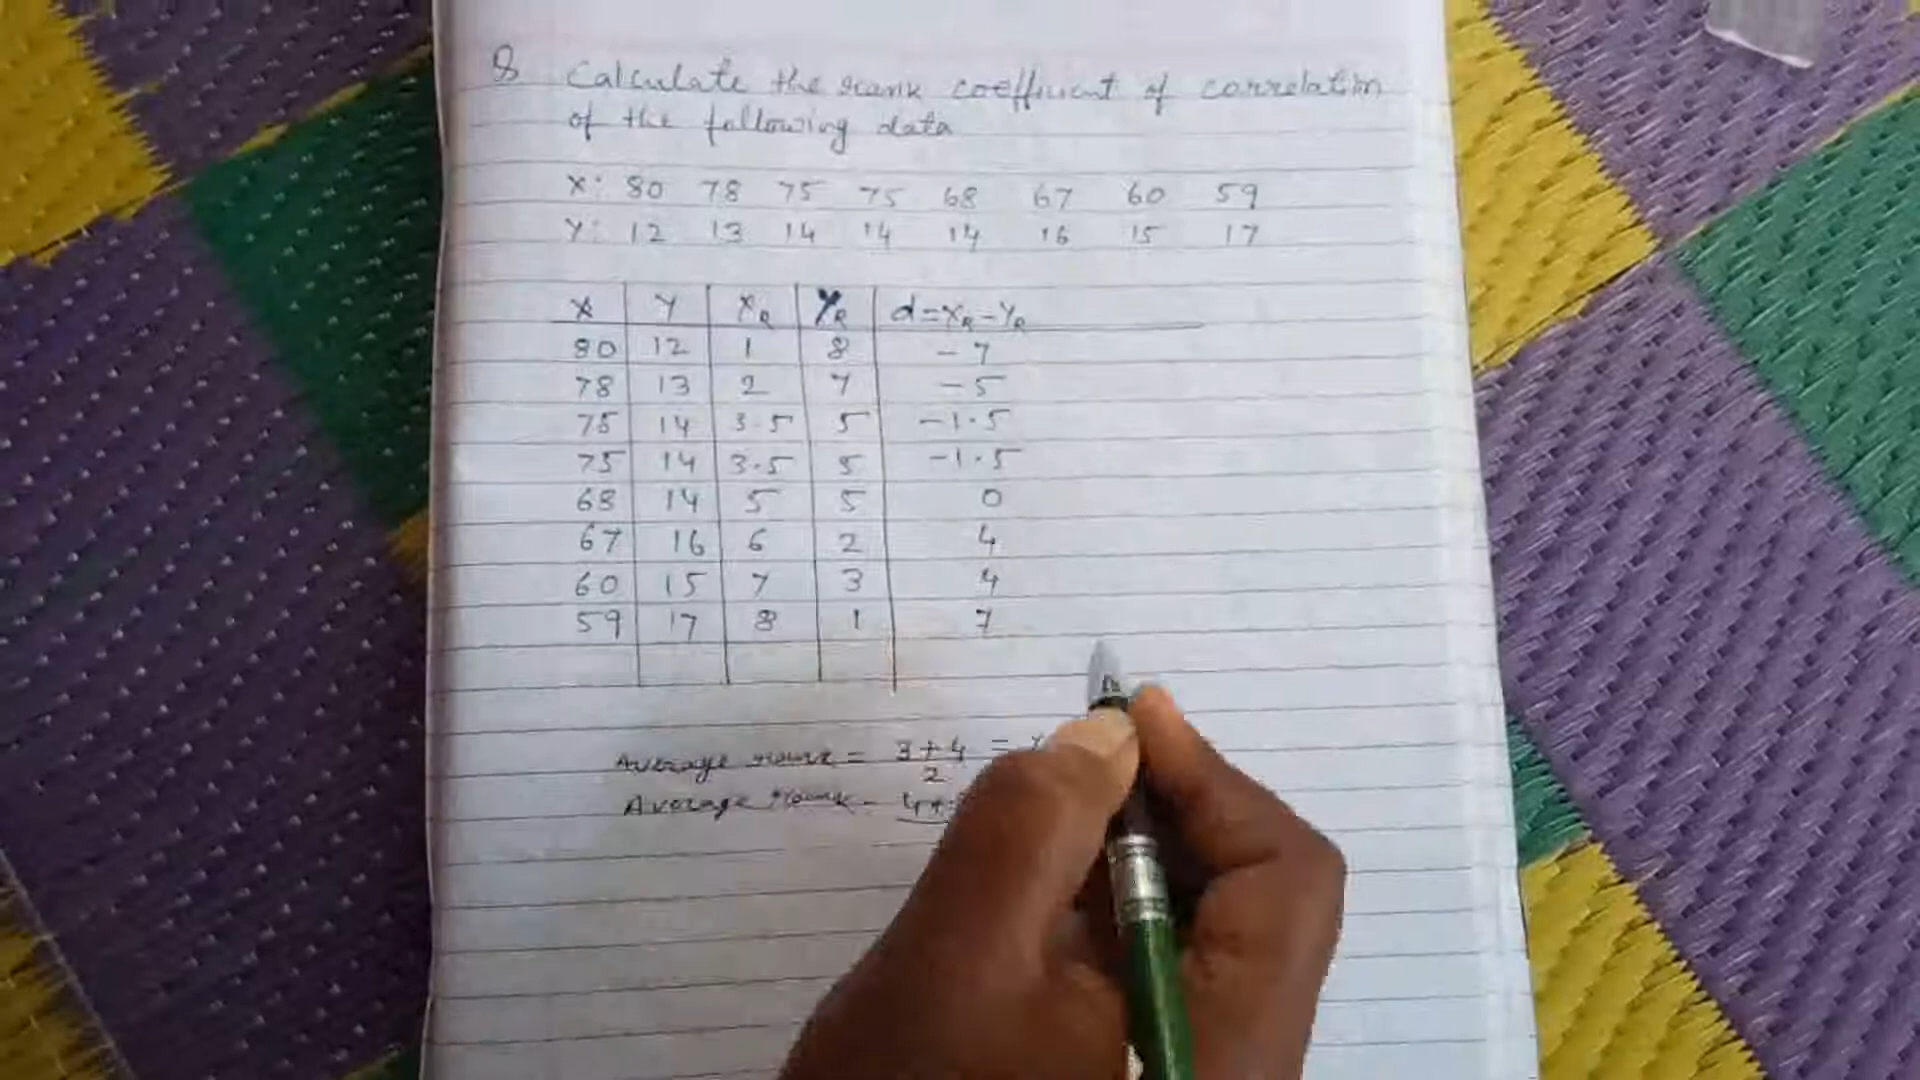 Q Calculate the rank coefficient of correlation
of the following data
X: 80 78 75 75 68 67 60 59
Y: 12 13 14 14 14 16 15 17
X Y XR YR d=XR-YR
80 12 1 8 -7
78 13 2 7 -5
75 14 3.5 5 -1.5
75 14 3.5 5 -1.5
68 14 5 5 0
67 16 6 2 4
60 15 7 3 4
59 17 8 1 7
Average rank = 3+4 =
2
Average rank = 4+